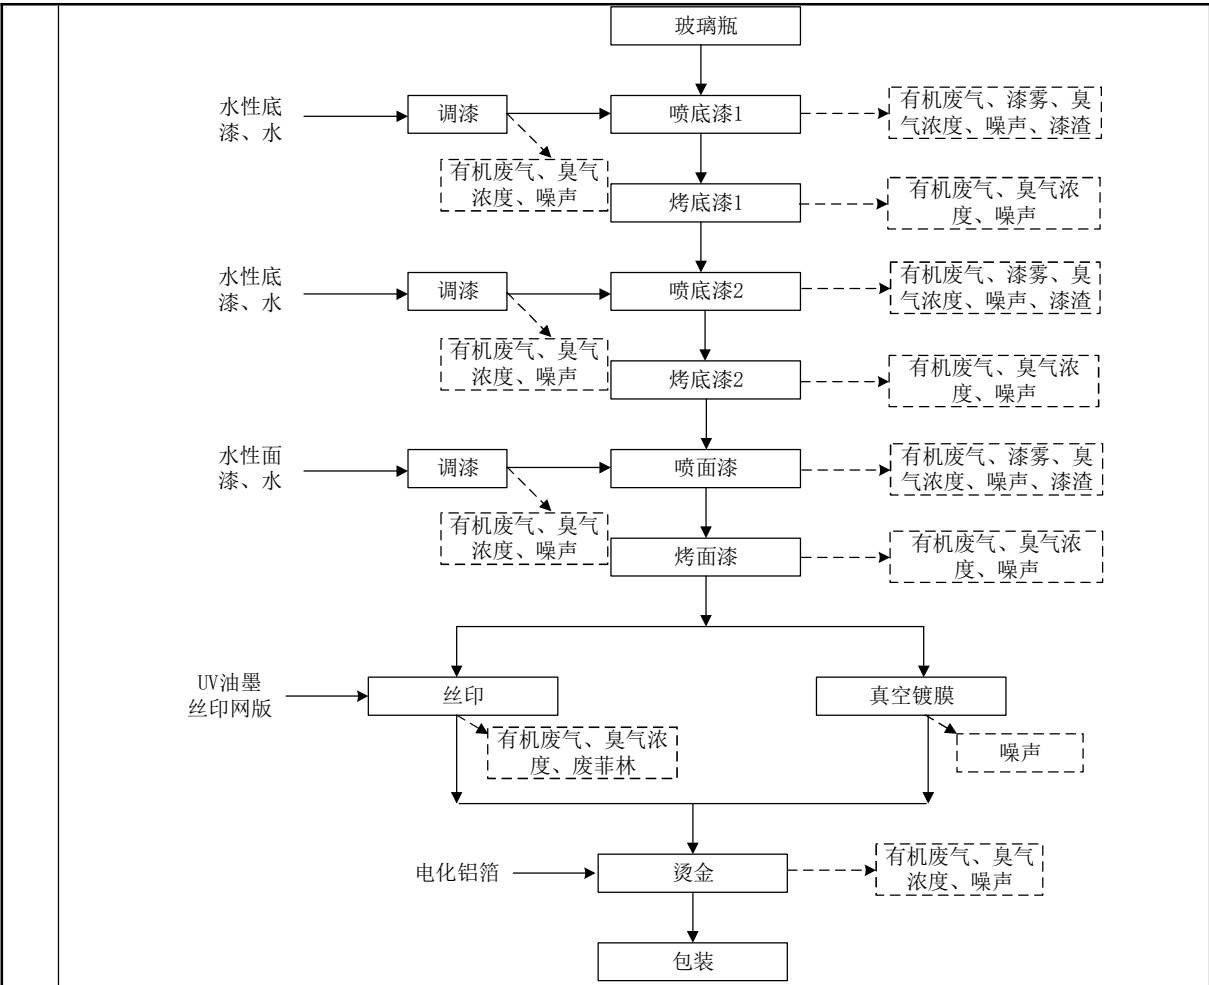 玻璃瓶
水性底
漆、水
调漆
喷底漆1
有机废气、漆雾、臭
气浓度、噪声、漆渣
有机废气、臭气
浓度、噪声
烤底漆1
有机废气、臭气浓
度、噪声
水性底
漆、水
调漆
喷底漆2
有机废气、漆雾、臭
气浓度、噪声、漆渣
有机废气、臭气
浓度、噪声
烤底漆2
有机废气、臭气浓
度、噪声
水性面
漆、水
调漆
喷面漆
有机废气、漆雾、臭
气浓度、噪声、漆渣
有机废气、臭气
浓度、噪声
烤面漆
有机废气、臭气浓
度、噪声
UV油墨
丝印网版
丝印
真空镀膜
有机废气、臭气浓
度、废菲林
噪声
电化铝箔
烫金
有机废气、臭气
浓度、噪声
包装